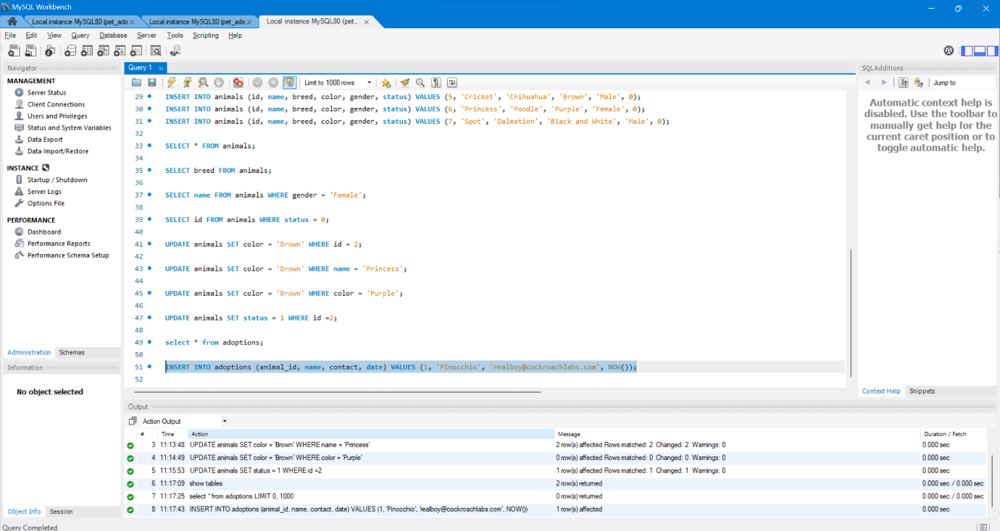 MySQL Workbench
Local instance MySQL80 (pet_ado.× Local instance MySQL80 (pet_ado.× Local instance MySQL80 (pet.. ×
File Edit View Query Database Server Tools Scripting Help
Navigator
MANAGEMENT
Server Status
Client Connections
Users and Privileges
Status and System Variables
Data Export
Data Import/Restore
INSTANCE
Startup / Shutdown
Server Logs
Options File
PERFORMANCE
Dashboard
Performance Reports
Performance Schema Setup
Administration Schemas
Information
No object selected
Object Info Session
Query 1 ×
Limit to 1000 rows
29 INSERT INTO animals (id, name, breed, color, gender, status) VALUES (5, 'Cricket', 'Chihuahua', 'Brown', 'Male', 0);
30 INSERT INTO animals (id, name, breed, color, gender, status) VALUES (6, 'Princess', 'Poodle', 'Purple', 'Female', 0);
31 INSERT INTO animals (id, name, breed, color, gender, status) VALUES (7, 'Spot', 'Dalmation', 'Black and White', 'Male', 0);
32
33 SELECT * FROM animals;
34
35 SELECT breed FROM animals;
36
37 SELECT name FROM animals WHERE gender = 'Female';
38
39 SELECT id FROM animals WHERE status = 0;
40
41 UPDATE animals SET color = 'Brown' WHERE id = 2;
42
43 UPDATE animals SET color = 'Brown' WHERE name = 'Princess';
44
45 UPDATE animals SET color = 'Brown' WHERE color = 'Purple';
46
47 UPDATE animals SET status = 1 WHERE id =2;
48
49 select * from adoptions;
50
51 INSERT INTO adoptions (animal_id, name, contact, date) VALUES (1, 'Pinocchio', 'realboy@cockroachlabs.com', NOW());
52
SQLAdditions
Jump to
Automatic context help is
disabled. Use the toolbar to
manually get help for the
current caret position or to
toggle automatic help.
Context Help Snippets
Output
Action Output
# Time Action Message Duration / Fetch
3 11:13:48 UPDATE animals SET color = 'Brown' WHERE name = 'Princess' 2 row(s) affected Rows matched: 2 Changed: 2 Warnings: 0 0.000 sec
4 11:14:49 UPDATE animals SET color = 'Brown' WHERE color = 'Purple' 0 row(s) affected Rows matched: 0 Changed: 0 Warnings: 0 0.000 sec
5 11:15:53 UPDATE animals SET status = 1 WHERE id =2 1 row(s) affected Rows matched: 1 Changed: 1 Warnings: 0 0.000 sec
6 11:17:09 show tables 2 row(s) returned 0.000 sec / 0.000 sec
7 11:17:25 select * from adoptions LIMIT 0, 1000 0 row(s) returned 0.000 sec / 0.000 sec
8 11:17:43 INSERT INTO adoptions (animal_id, name, contact, date) VALUES (1, 'Pinocchio', 'realboy@cockroachlabs.com', NOW()) 1 row(s) affected 0.000 sec
Query Completed